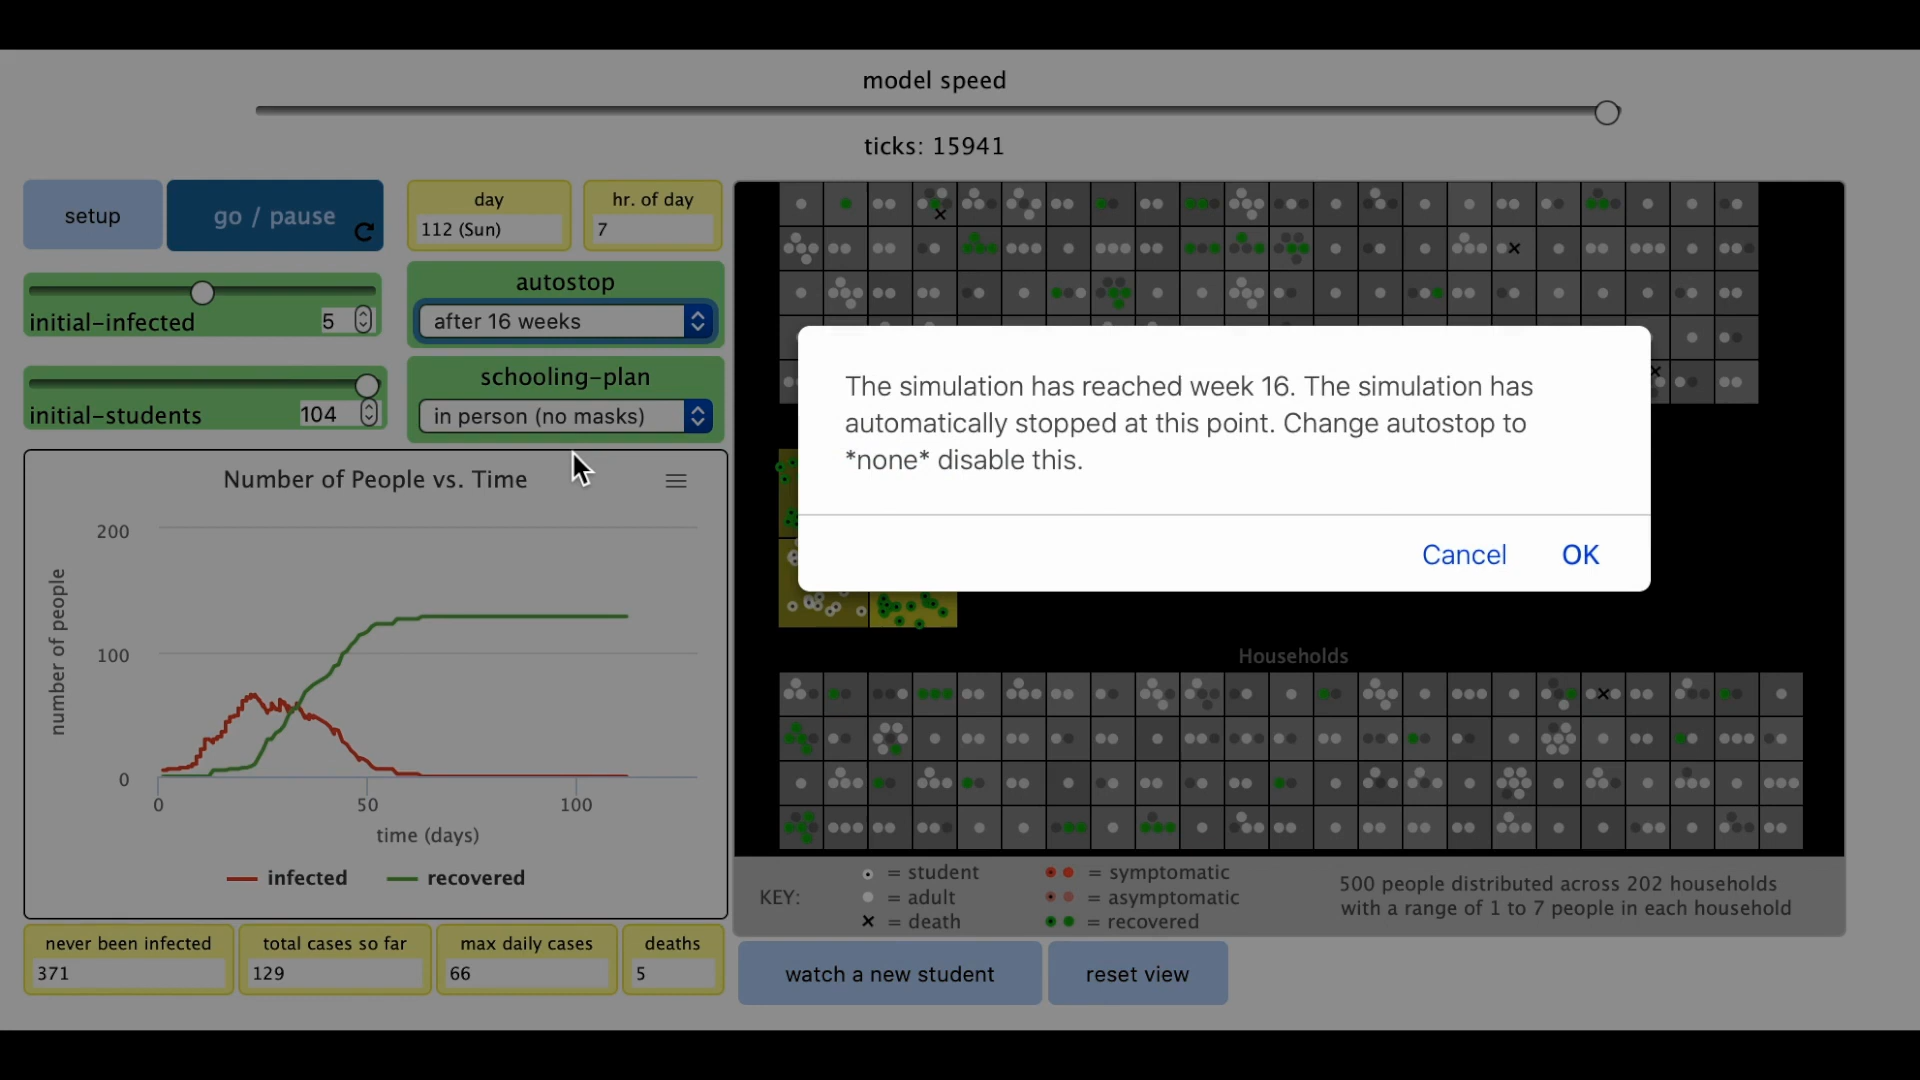 model speed
ticks: 15941
setup
go / pause
day
112 (Sun)
hr. of day
7
initial-infected
5
autostop
after 16 weeks
initial-students
104
schooling-plan
in person (no masks)
Number of People vs. Time
200
100
0
number of people
0
50
100
time (days)
infected
recovered
never been infected
371
total cases so far
129
max daily cases
66
deaths
5
The simulation has reached week 16. The simulation has
automatically stopped at this point. Change autostop to
*none* disable this.
Cancel
OK
Households
KEY:
= student
= adult
= death
= symptomatic
= asymptomatic
= recovered
500 people distributed across 202 households
with a range of 1 to 7 people in each household
watch a new student
reset view